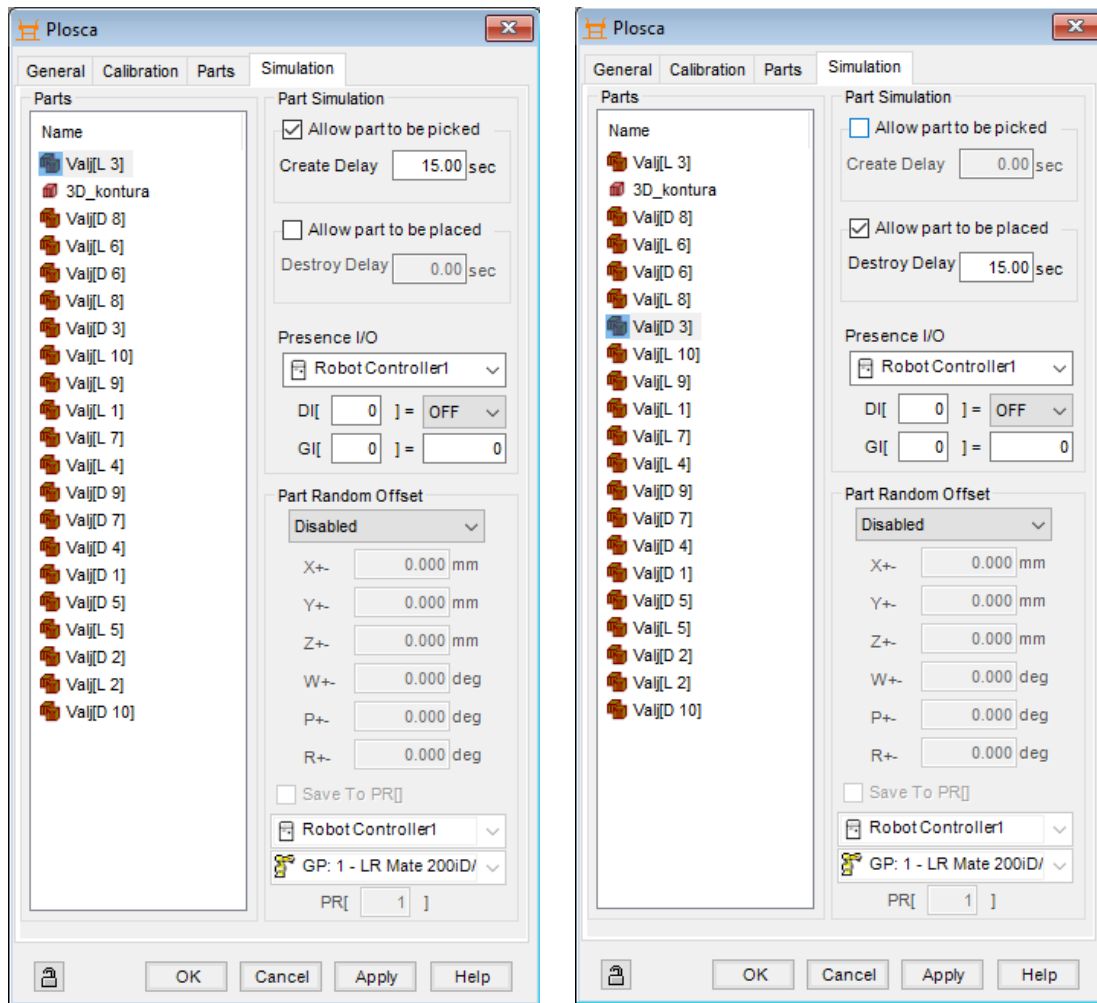 Plosca
General Calibration Parts Simulation
Parts
Name
Valj[L 3]
3D_kontura
Valj[D 8]
Valj[L 6]
Valj[D 6]
Valj[L 8]
Valj[D 3]
Valj[L 10]
Valj[L 9]
Valj[L 1]
Valj[L 7]
Valj[L 4]
Valj[D 9]
Valj[D 7]
Valj[D 4]
Valj[D 1]
Valj[D 5]
Valj[L 5]
Valj[D 2]
Valj[L 2]
Valj[D 10]
Part Simulation
Allow part to be picked
Create Delay 15.00 sec
Allow part to be placed
Destroy Delay 0.00 sec
Presence I/O
Robot Controller1
DI[ 0 ] = OFF
GI[ 0 ] = 0
Part Random Offset
Disabled
X+- 0.000 mm
Y+- 0.000 mm
Z+- 0.000 mm
W+- 0.000 deg
P+- 0.000 deg
R+- 0.000 deg
Save To PR[]
Robot Controller1
GP: 1 - LR Mate 200iD/
PR[ 1 ]
OK Cancel Apply Help
Plosca
General Calibration Parts Simulation
Parts
Name
Valj[L 3]
3D_kontura
Valj[D 8]
Valj[L 6]
Valj[D 6]
Valj[L 8]
Valj[D 3]
Valj[L 10]
Valj[L 9]
Valj[L 1]
Valj[L 7]
Valj[L 4]
Valj[D 9]
Valj[D 7]
Valj[D 4]
Valj[D 1]
Valj[D 5]
Valj[L 5]
Valj[D 2]
Valj[L 2]
Valj[D 10]
Part Simulation
Allow part to be picked
Create Delay 0.00 sec
Allow part to be placed
Destroy Delay 15.00 sec
Presence I/O
Robot Controller1
DI[ 0 ] = OFF
GI[ 0 ] = 0
Part Random Offset
Disabled
X+- 0.000 mm
Y+- 0.000 mm
Z+- 0.000 mm
W+- 0.000 deg
P+- 0.000 deg
R+- 0.000 deg
Save To PR[]
Robot Controller1
GP: 1 - LR Mate 200iD/
PR[ 1 ]
OK Cancel Apply Help